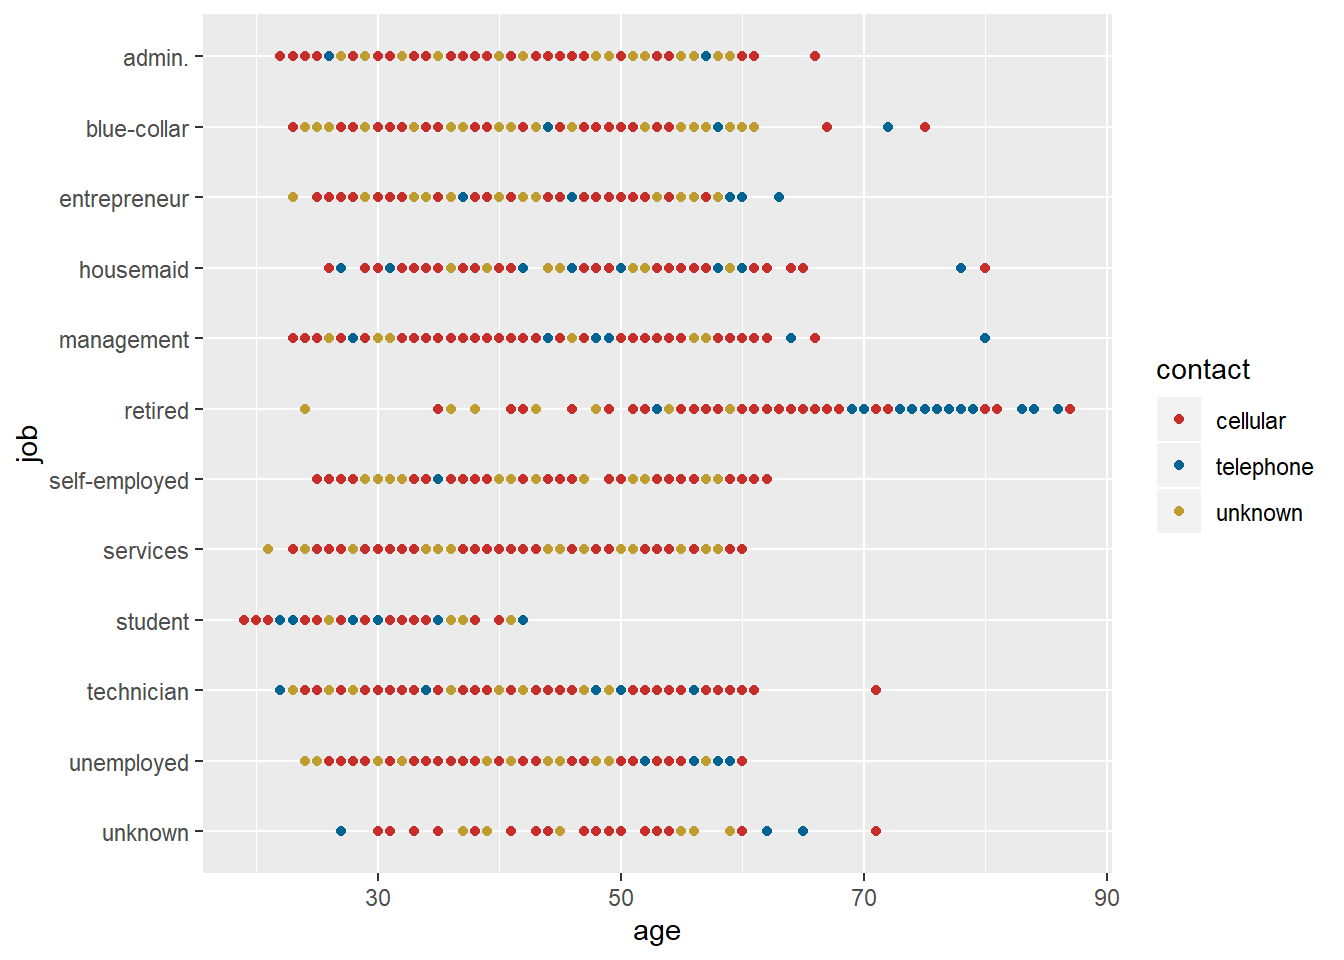 job
admin.
blue-collar
entrepreneur
housemaid
management
retired
self-employed
services
student
technician
unemployed
unknown
30 50 70 90
age
contact
cellular
telephone
unknown